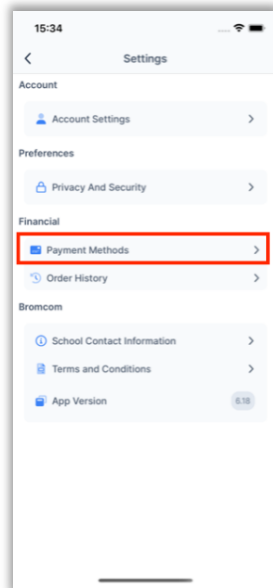 15:34
Settings
Account
Account Settings
Preferences
Privacy And Security
Financial
Payment Methods
Order History
Bromcom
School Contact Information
Terms and Conditions
App Version 6.18